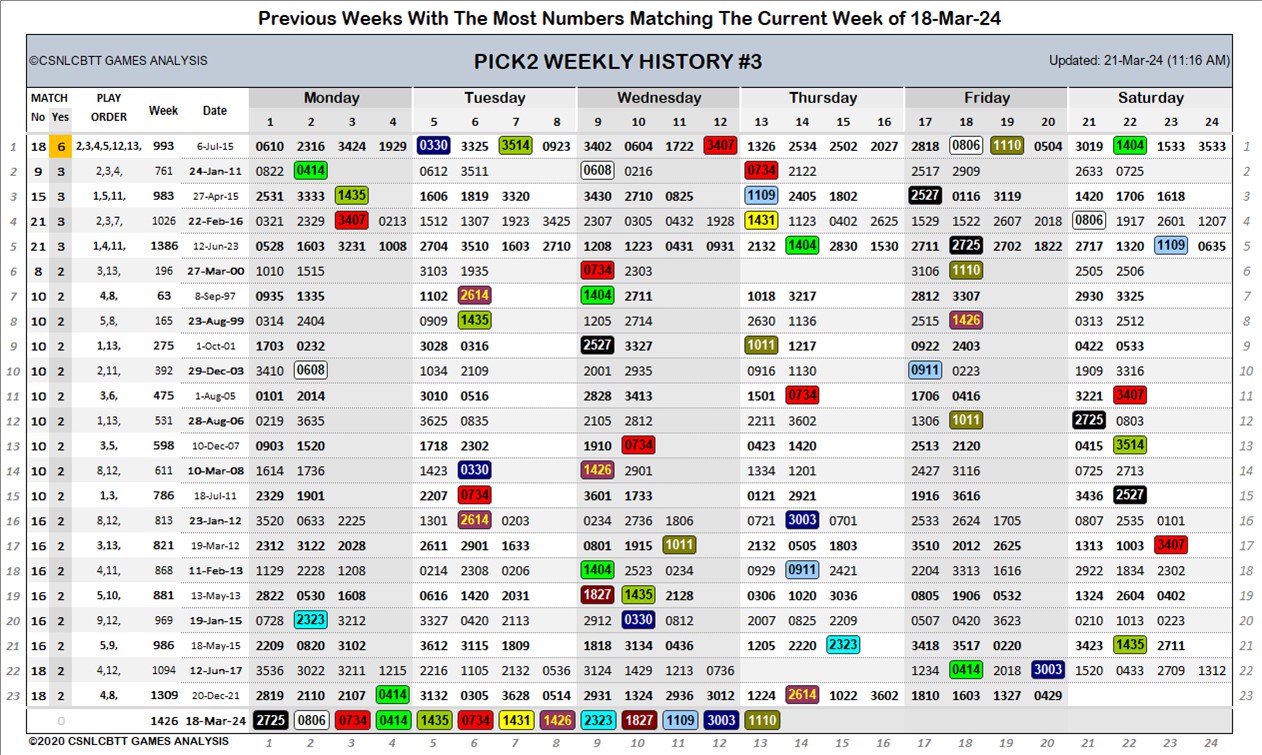 Previous Weeks With The Most Numbers Matching The Current Week of 18-Mar-24
©CSNLCBTT GAMES ANALYSIS PICK2 WEEKLY HISTORY #3 Updated: 21-Mar-24 (11:16 AM)
MATCH PLAY Week Date Monday Tuesday Wednesday Thursday Friday Saturday
No Yes ORDER 1 2 3 4 5 6 7 8 9 10 11 12 13 14 15 16 17 18 19 20 21 22 23 24
1 18 6 2,3,4,5,12,13, 993 6-Jul-15 0610 2316 3424 1929 0330 3325 3514 0923 3402 0604 1722 3407 1326 2534 2502 2027 2818 0806 1110 0504 3019 1404 1533 3533 1
2 9 3 2,3,4, 761 24-Jan-11 0822 0414 0612 3511 0608 0216 0734 2122 2517 2909 2633 0725 2
3 15 3 1,5,11, 983 27-Apr-15 2531 3333 1435 1606 1819 3320 3430 2710 0825 1109 2405 1802 2527 0116 3119 1420 1706 1618 3
4 21 3 2,3,7, 1026 22-Feb-16 0321 2329 3407 0213 1512 1307 1923 3425 2307 0305 0432 1928 1431 1113 0402 2625 1529 1522 2607 2018 0806 1917 2601 1207 4
5 21 3 1,4,11, 1386 12-Jun-23 0528 1603 3231 1008 2704 3510 1603 2710 1208 1223 0431 0931 2132 1404 2830 1530 2711 2725 2702 1822 2717 1320 1109 0635 5
6 8 2 3,13, 196 27-Mar-00 1010 1515 3103 1935 0734 2303 3106 1110 2505 2506 6
7 10 2 4,8, 63 8-Sep-97 0935 1335 1102 2614 1404 2711 1018 3217 2812 3307 2930 3325 7
8 10 2 5,8, 165 23-Aug-99 0314 2404 0909 1435 1205 2714 2630 1136 2515 1426 0313 2512 8
9 10 2 1,13, 275 1-Oct-01 1703 0232 3028 0316 2527 3327 1011 1217 0922 2403 0422 0533 9
10 10 2 2,11, 392 29-Dec-03 3410 0608 1034 2109 2001 2935 0916 1130 0911 0223 1909 3316 10
11 10 2 3,6, 475 1-Aug-05 0101 2014 3010 0516 2828 3413 1501 0734 1706 0416 3221 3407 11
12 10 2 1,13, 531 28-Aug-06 0219 3635 3625 0835 2105 2812 2211 3602 1306 1011 2725 0803 12
13 10 2 3,5, 598 10-Dec-07 0903 1520 1718 2302 1910 0734 0423 1420 2513 2120 0415 3514 13
14 10 2 8,12, 611 10-Mar-08 1614 1736 1423 0330 1426 2901 1334 1201 2427 3116 0725 2713 14
15 10 2 1,3, 786 18-Jul-11 2329 1901 2207 0734 3601 1733 0121 2921 1916 3616 3436 2527 15
16 16 2 8,12, 813 23-Jan-12 3520 0633 2225 1301 2614 0203 0234 2736 1806 0721 3003 0701 2533 2624 1705 0807 2535 0101 16
17 16 2 3,13, 821 19-Mar-12 2312 3122 2028 2611 2901 1633 0801 1915 1011 2132 0505 1803 3510 2012 2625 1313 1003 3407 17
18 16 2 4,11, 868 11-Feb-13 1129 2228 1208 0214 2308 0206 1404 2523 0234 0929 0911 2421 2204 3313 1616 2922 1834 2302 18
19 16 2 5,10, 881 13-May-13 2822 0530 1608 0616 1420 2031 1827 1435 2128 0306 1020 3036 0805 1906 0532 1324 2604 0402 19
20 16 2 9,12, 969 19-Jan-15 0728 2323 3212 3327 0420 2113 2912 0330 0812 2007 0825 2209 0507 0420 3623 0210 1013 0223 20
21 16 2 5,9, 986 18-May-15 2209 0820 3102 3612 3115 1809 1818 3134 0436 1205 2220 2323 3418 3517 0220 3423 1435 2711 21
22 18 2 4,12, 1094 12-Jun-17 3536 3022 3211 1215 2216 1105 2132 0536 3124 1429 1213 0736 1234 0414 2018 3003 1520 0433 2709 1312 22
23 18 2 4,8, 1309 20-Dec-21 2819 2110 2107 0414 3132 0305 3628 0514 2931 1324 2936 3012 1224 2614 1022 3602 1810 1603 1327 0429 23
0 1426 18-Mar-24 2725 0806 0734 0414 1435 0734 1431 1426 2323 1827 1109 3003 1110
©2020 CSNLCBTT GAMES ANALYSIS 1 2 3 4 5 6 7 8 9 10 11 12 13 14 15 16 17 18 19 20 21 22 23 24